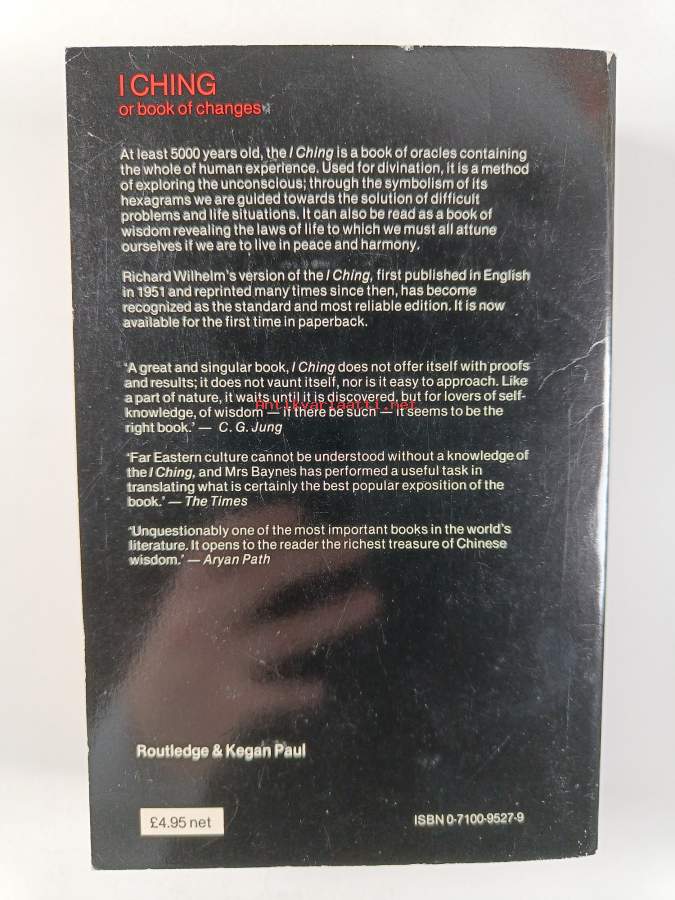 I CHING
or book of changes
At least 5000 years old, the I Ching is a book of oracles containing
the whole of human experience. Used for divination, it is a method
of exploring the unconscious; through the symbolism of its
hexagrams we are guided towards the solution of difficult
problems and life situations. It can also be read as a book of
wisdom revealing the laws of life to which we must all attune
ourselves if we are to live in peace and harmony.
Richard Wilhelm's version of the I Ching, first published in English
in 1951 and reprinted many times since then, has become
recognized as the standard and most reliable edition. It is now
available for the first time in paperback.
'A great and singular book, I Ching does not offer itself with proofs
and results; it does not vaunt itself, nor is it easy to approach. Like
a part of nature, it waits until it is discovered, but for lovers of self-
Antikvariaatti.net
knowledge, of wisdom — if there be such — it seems to be the
right book.' — C. G. Jung
'Far Eastern culture cannot be understood without a knowledge of
the I Ching, and Mrs Baynes has performed a useful task in
translating what is certainly the best popular exposition of the
book.' — The Times
'Unquestionably one of the most important books in the world's
literature. It opens to the reader the richest treasure of Chinese
wisdom.' — Aryan Path
Routledge & Kegan Paul
£4.95 net
ISBN 0-7100-9527-9